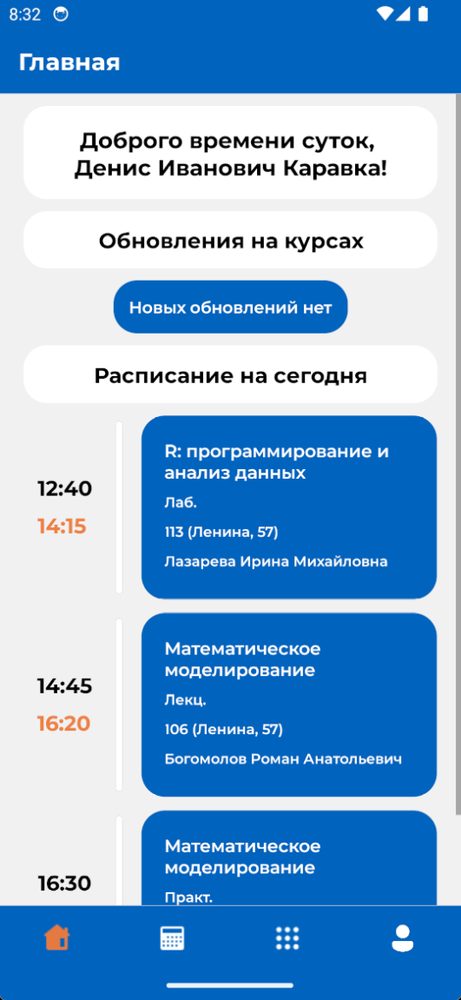 8:32
Главная
Доброго времени суток,
Денис Иванович Каравка!
Обновления на курсах
Новых обновлений нет
Расписание на сегодня
12:40
14:15
R: программирование и
анализ данных
Лаб.
113 (Ленина, 57)
Лазарева Ирина Михайловна
14:45
16:20
Математическое
моделирование
Лекц.
106 (Ленина, 57)
Богомолов Роман Анатольевич
16:30
Математическое
моделирование
Практ.